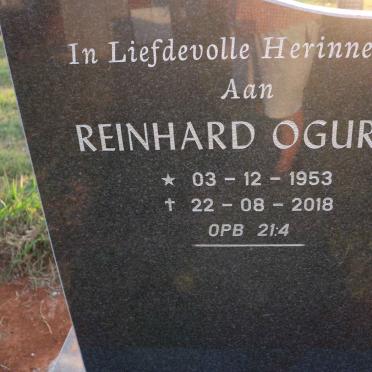 In Liefdevolle Herinne
Aan
REINHARD OGUR
★ 03 - 12 - 1953
✝ 22 - 08 - 2018
OPB 21:4